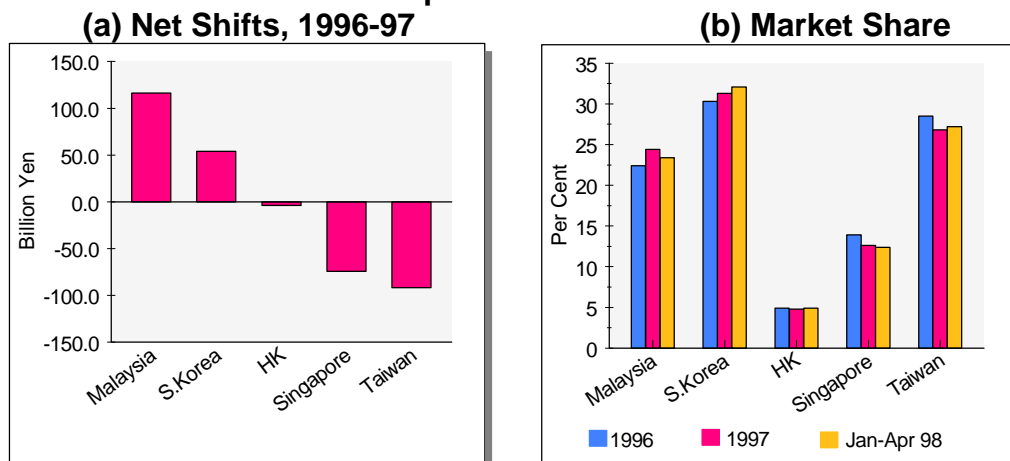 (a) Net Shifts, 1996-97
150.0
100.0
50.0
0.0
-50.0
-100.0
-150.0
Billion Yen
Malaysia
S.Korea
HK
Singapore
Taiwan
(b) Market Share
35
30
25
20
15
10
5
0
Per Cent
Malaysia
S.Korea
HK
Singapore
Taiwan
1996 1997 Jan-Apr 98